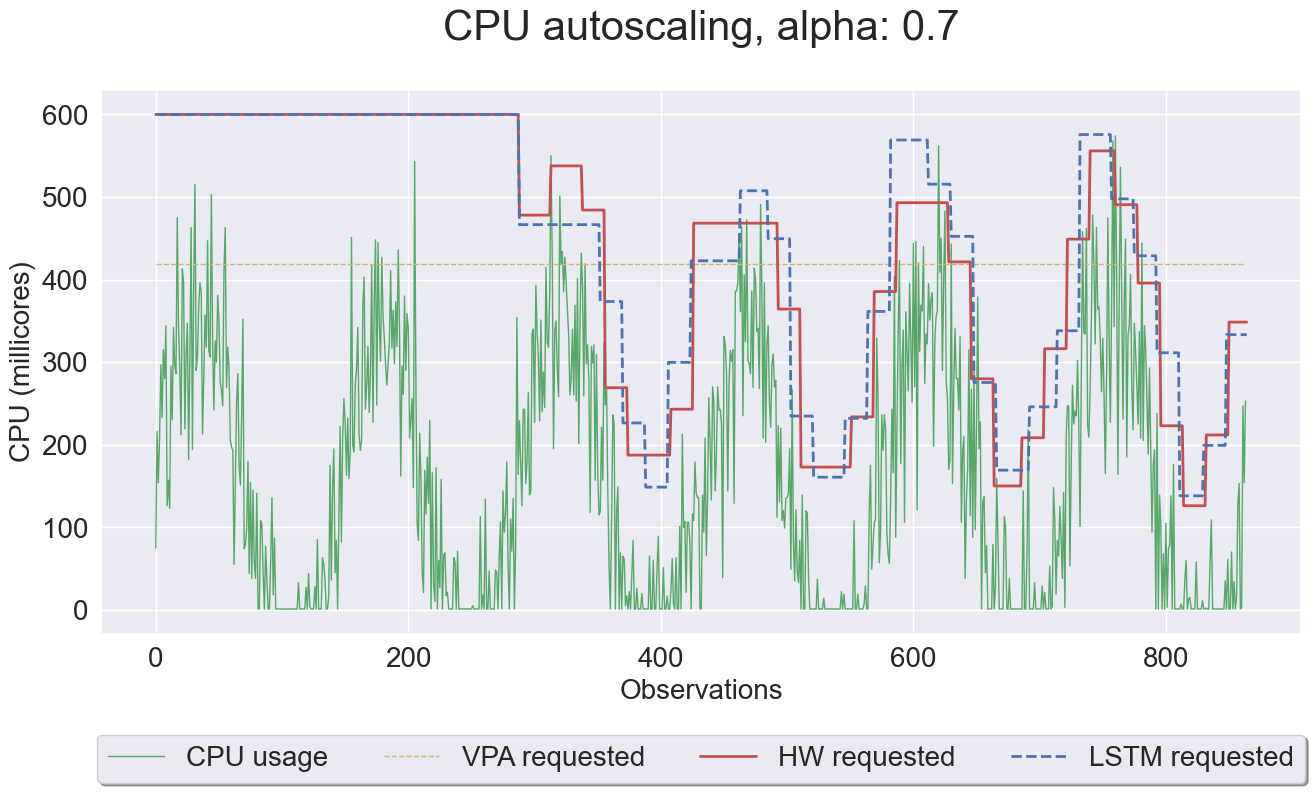 CPU autoscaling, alpha: 0.7
600
500
400
300
200
100
0
CPU (millicores)
0 200 400 600 800
Observations
CPU usage VPA requested HW requested LSTM requested